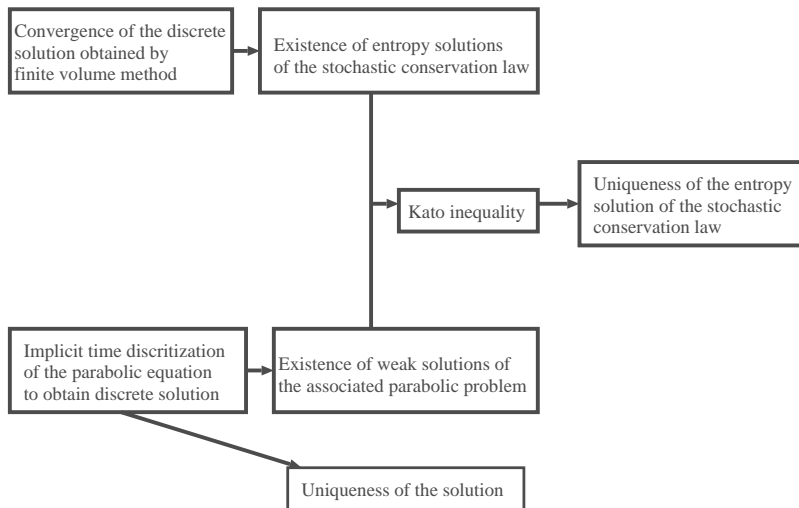 Convergence of the discrete
solution obtained by
finite volume method
Existence of entropy solutions
of the stochastic conservation law
Kato inequality
Uniqueness of the entropy
solution of the stochastic
conservation law
Implicit time discritization
of the parabolic equation
to obtain discrete solution
Existence of weak solutions of
the associated parabolic problem
Uniqueness of the solution